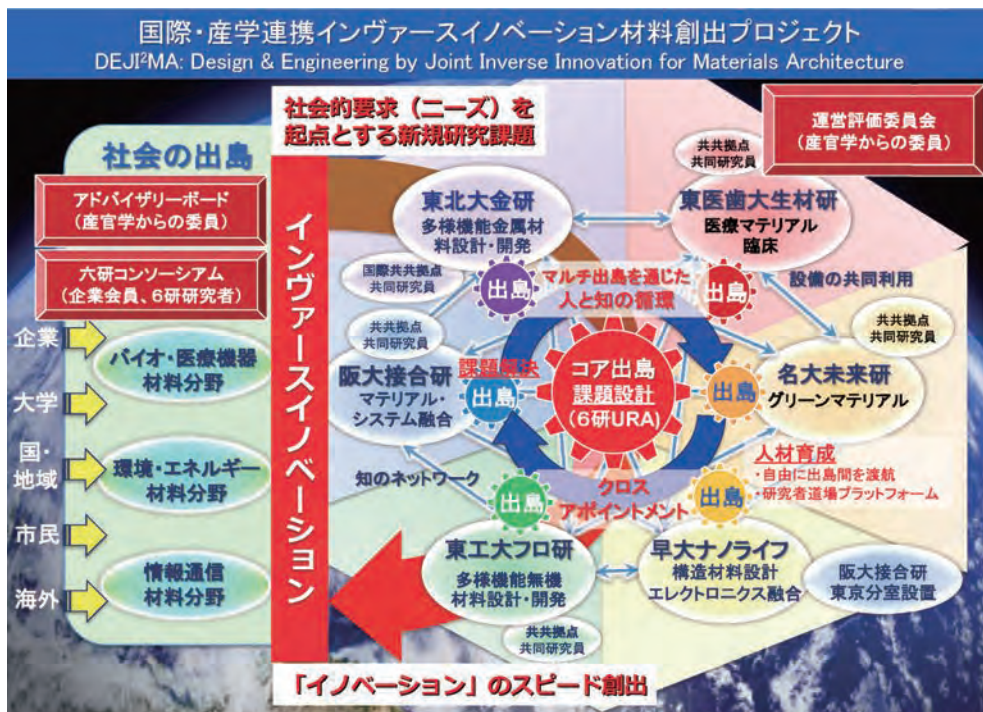 国際・産学連携インヴァースイノベーション材料創出プロジェクト
DEJI²MA: Design & Engineering by Joint Inverse Innovation for Materials Architecture
社会的要求（ニーズ）を
起点とする新規研究課題
運営評価委員会
(産官学からの委員)
社会の出島
アドバイザリーボード
(産官学からの委員)
六研コンソーシアム
(企業会員、6研研究者)
企業
大学
国・
地域
市民
海外
バイオ・医療機器
材料分野
環境・エネルギー
材料分野
情報通信
材料分野
インヴァースイノベーション
東北大金研
多様機能金属材
料設計・開発
国際共共拠点
共同研究員
出島
共共拠点
共同研究員
東医歯大生材研
医療マテリアル
臨床
出島
マルチ出島を通じた
人と知の循環
設備の共同利用
共共拠点
共同研究員
名大未来研
グリーンマテリアル
出島
共共拠点
共同研究員
阪大接合研
マテリアル・
システム融合
課題解決
出島
コア出島
課題設計
(6研URA)
人材育成
・自由に出島間を渡航
・研究者道場プラットフォーム
知のネットワーク
クロス
アポイントメント
出島
東工大フロ研
多様機能無機
材料設計・開発
共共拠点
共同研究員
出島
早大ナノライフ
構造材料設計
エレクトロニクス融合
阪大接合研
東京分室設置
「イノベーション」のスピード創出